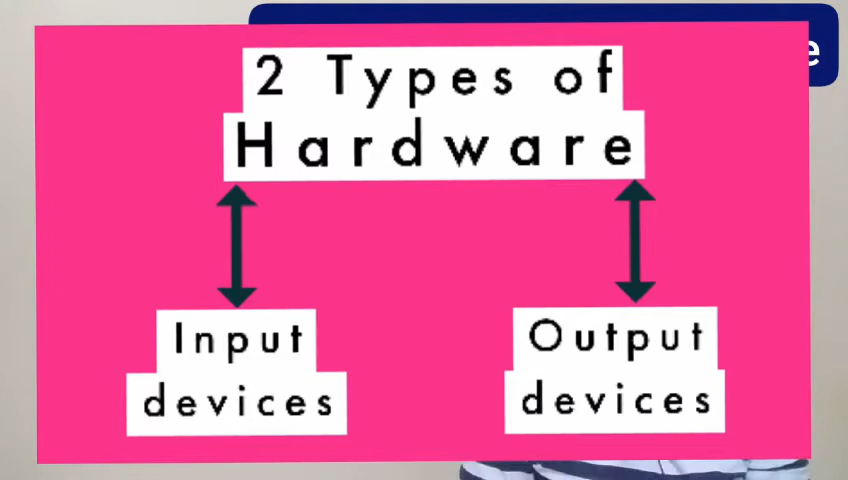 2 Types of
Hardware
Input
devices
Output
devices